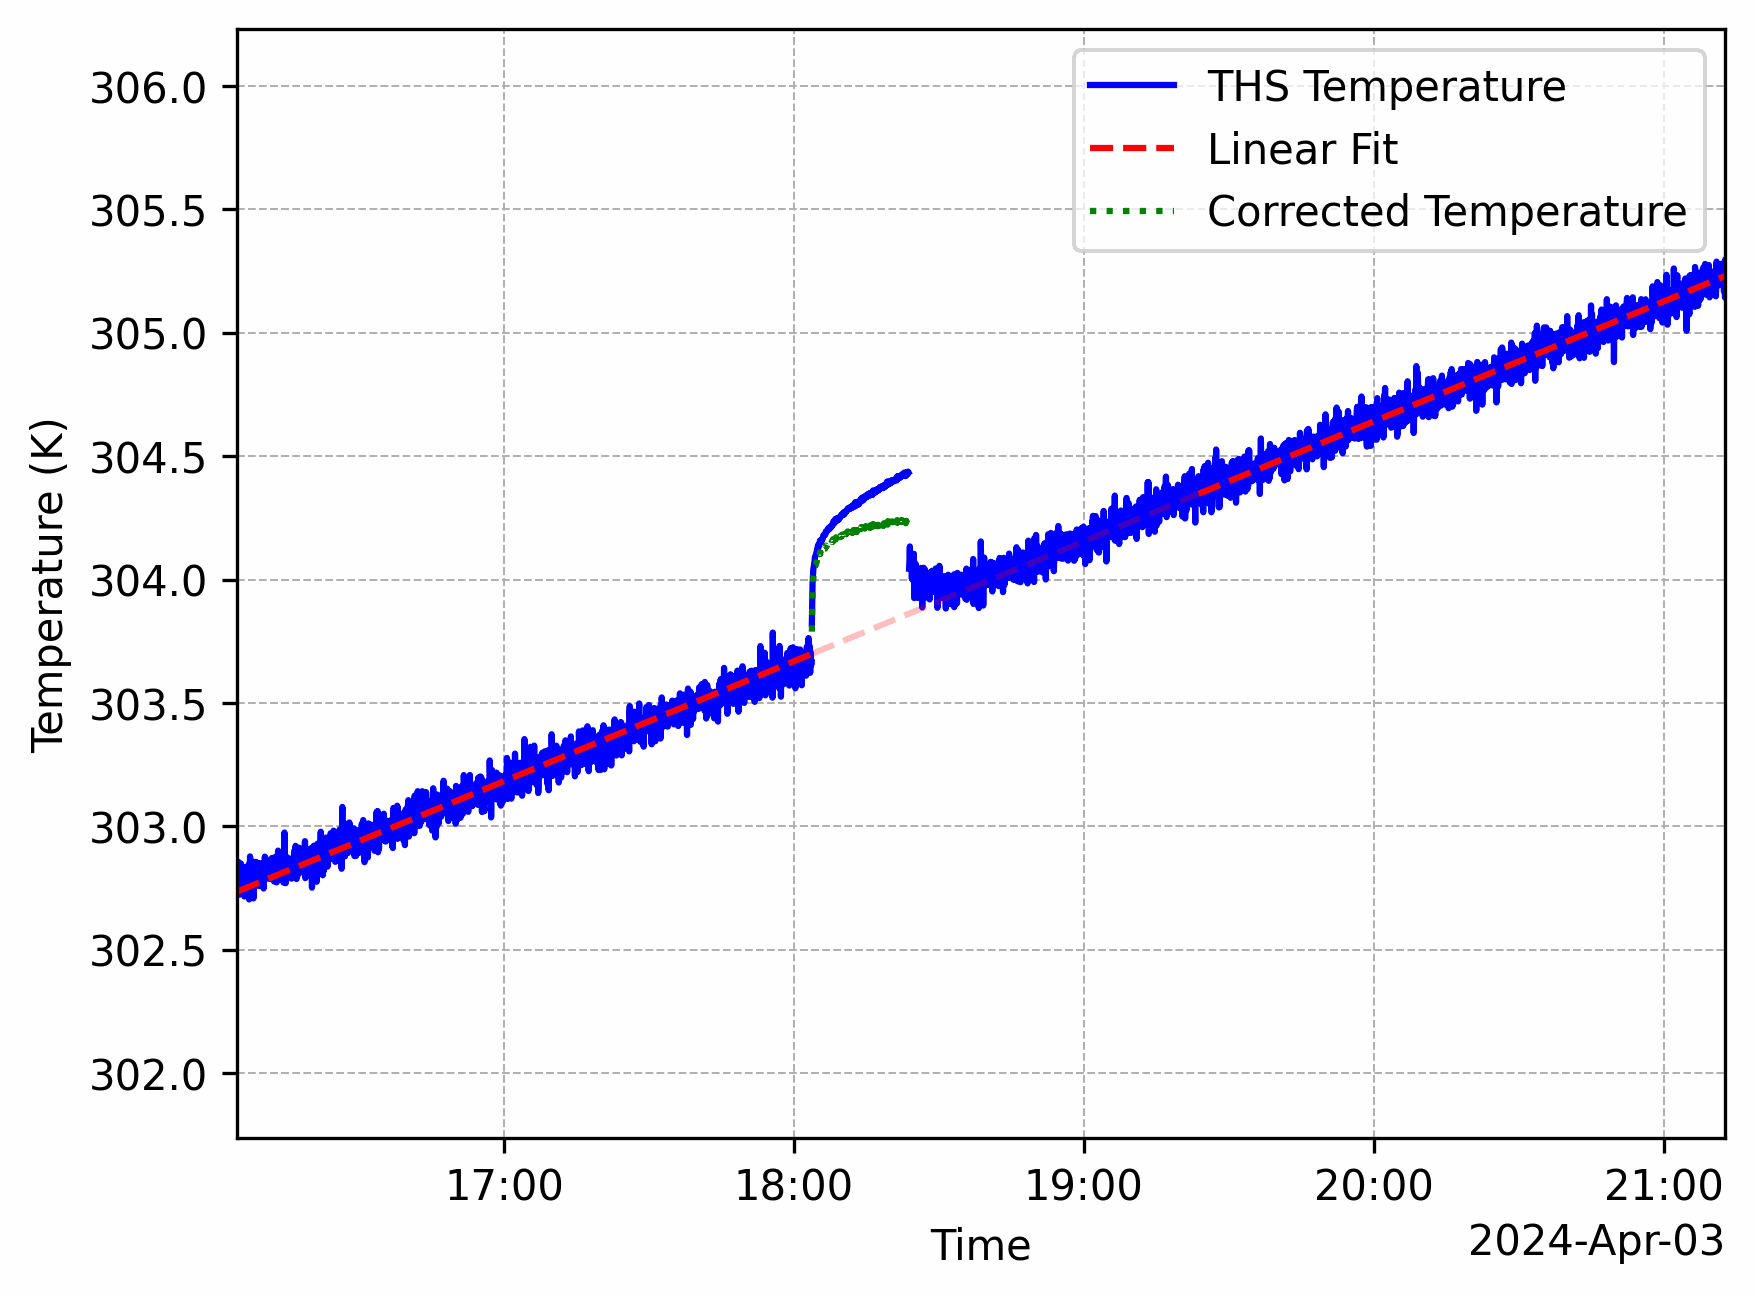 THS Temperature
Linear Fit
Corrected Temperature
Temperature (K)
306.0
305.5
305.0
304.5
304.0
303.5
303.0
302.5
302.0
17:00 18:00 19:00 20:00 21:00
Time
2024-Apr-03